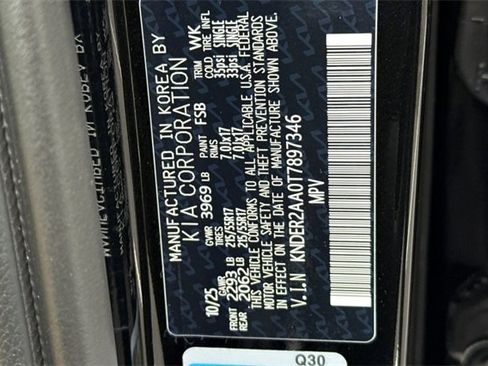 MANUFACTURED IN KOREA BY
KIA CORPORATION
10/25 GVWR 3969 LB PAINT FSB TRIM WK
GAWR TIRES RIMS COLD TIRE INFL
FRONT 2293 LB 215/55R17 7.0Jx17 35psi SINGLE
REAR 2062 LB 215/55R17 7.0Jx17 33psi SINGLE
THIS VEHICLE CONFORMS TO ALL APPLICABLE U.S.A. FEDERAL
MOTOR VEHICLE SAFETY AND THEFT PREVENTION STANDARDS
IN EFFECT ON THE DATE OF MANUFACTURE SHOWN ABOVE.
V.I.N KNDER2AA0T7897346
MPV
Q30